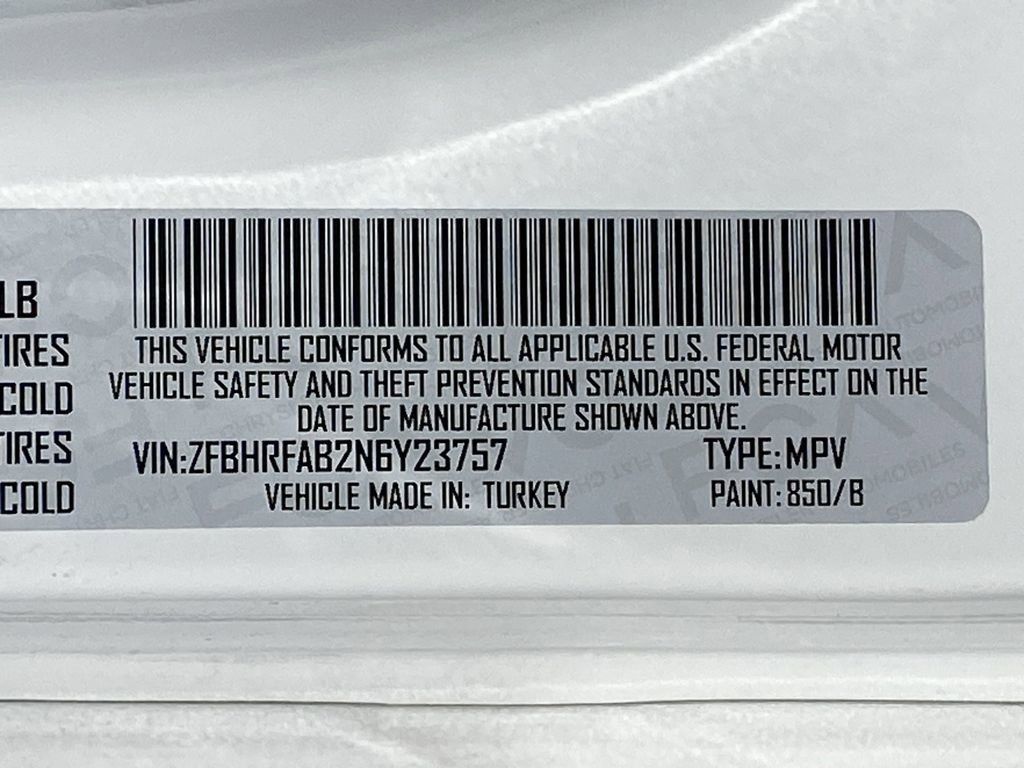 LB
TIRES
COLD
TIRES
COLD
THIS VEHICLE CONFORMS TO ALL APPLICABLE U.S. FEDERAL MOTOR
VEHICLE SAFETY AND THEFT PREVENTION STANDARDS IN EFFECT ON THE
DATE OF MANUFACTURE SHOWN ABOVE.
VIN:ZFBHRFAB2N6Y23757 TYPE:MPV
VEHICLE MADE IN: TURKEY PAINT:850/B